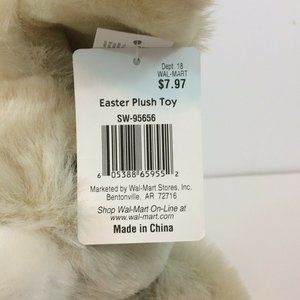 Dept. 18
WAL-MART
$7.97
Easter Plush Toy
SW-95656
6 05388 65955 2
Marketed by Wal-Mart Stores, Inc.
Bentonville, AR 72716
Shop Wal-Mart On-Line at
www.wal-mart.com
Made in China